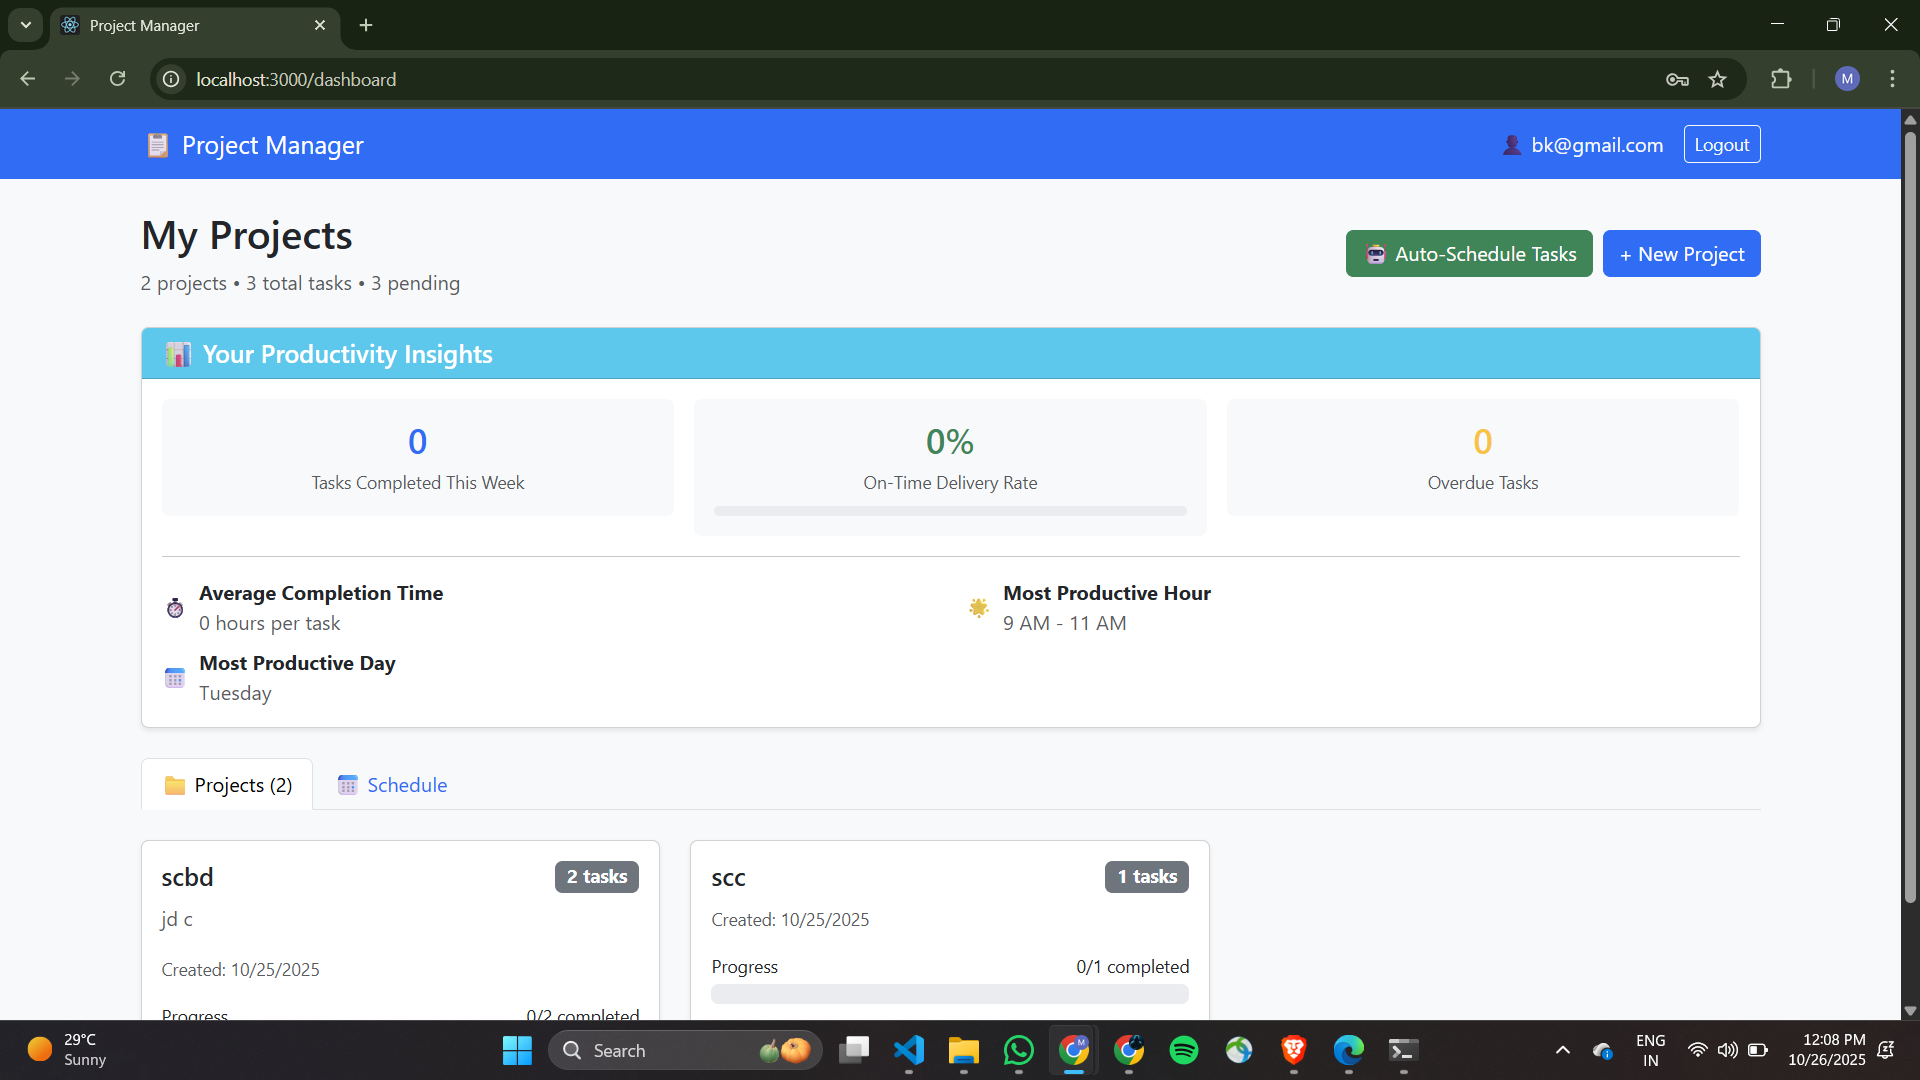 Project Manager
localhost:3000/dashboard
M
Project Manager
bk@gmail.com
Logout
My Projects
2 projects • 3 total tasks • 3 pending
Auto-Schedule Tasks
+ New Project
Your Productivity Insights
0
Tasks Completed This Week
0%
On-Time Delivery Rate
0
Overdue Tasks
Average Completion Time
0 hours per task
Most Productive Hour
9 AM - 11 AM
Most Productive Day
Tuesday
Projects (2)
Schedule
scbd
2 tasks
jd c
Created: 10/25/2025
Progress
0/2 completed
scc
1 tasks
Created: 10/25/2025
Progress
0/1 completed
29°C
Sunny
Search
M
ENG
IN
12:08 PM
10/26/2025